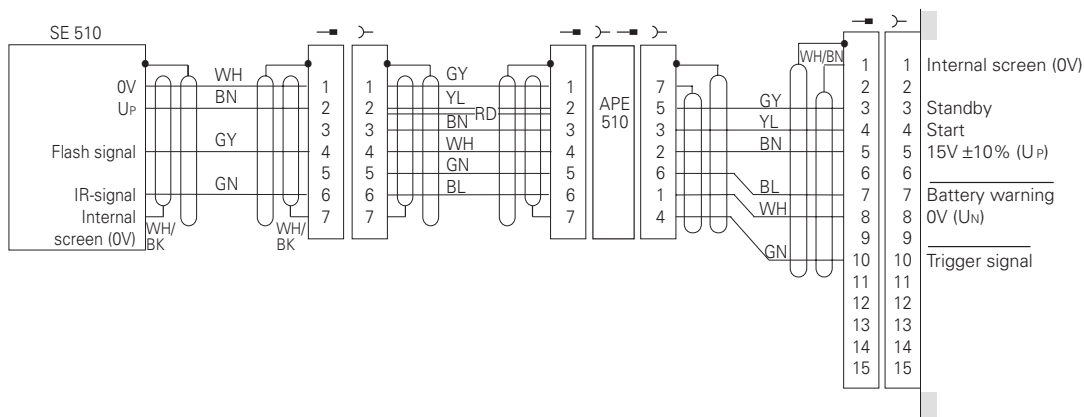 SE 510
0V
UP
Flash signal
IR-signal
Internal
screen (0V)
WH
BN
GY
GN
WH/
BK
WH/
BK
1
2
3
4
5
6
7
1
2
3
4
5
6
7
GY
YL
RD
BN
WH
GN
BL
1
2
3
4
5
6
7
APE
510
7
5
3
2
6
1
4
GY
YL
BN
BL
WH
GN
WH/BN
1
2
3
4
5
6
7
8
9
10
11
12
13
14
15
1
2
3
4
5
6
7
8
9
10
11
12
13
14
15
Internal screen (0V)
Standby
Start
15V ±10% (UP)
Battery warning
0V (UN)
Trigger signal